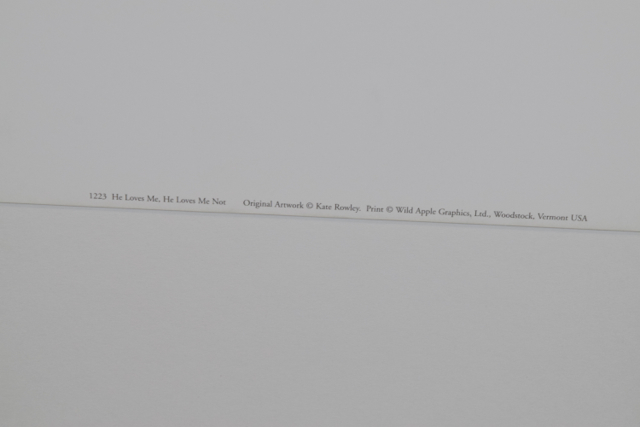 1223 He Loves Me, He Loves Me Not Original Artwork © Kate Rowley. Print © Wild Apple Graphics, Ltd., Woodstock, Vermont USA